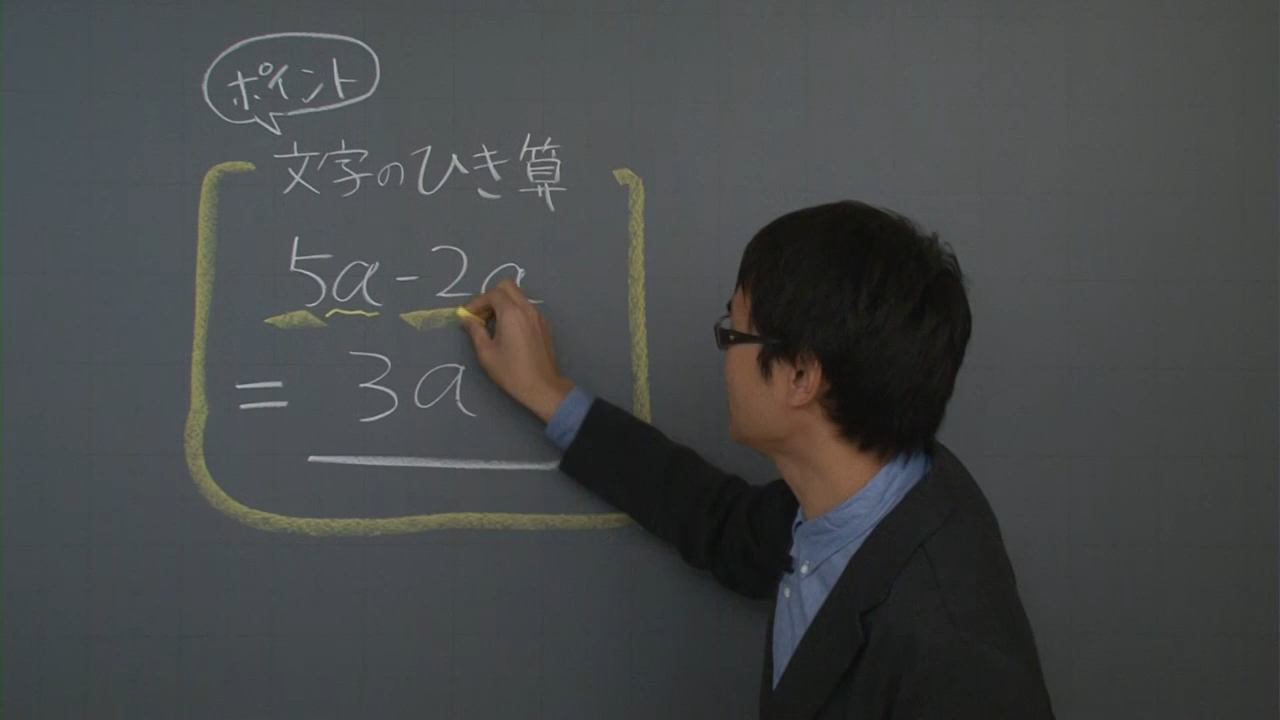 ポイント
文字のひき算
5a-2a
= 3a